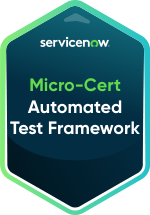 servicenow
Micro-Cert
Automated
Test Framework